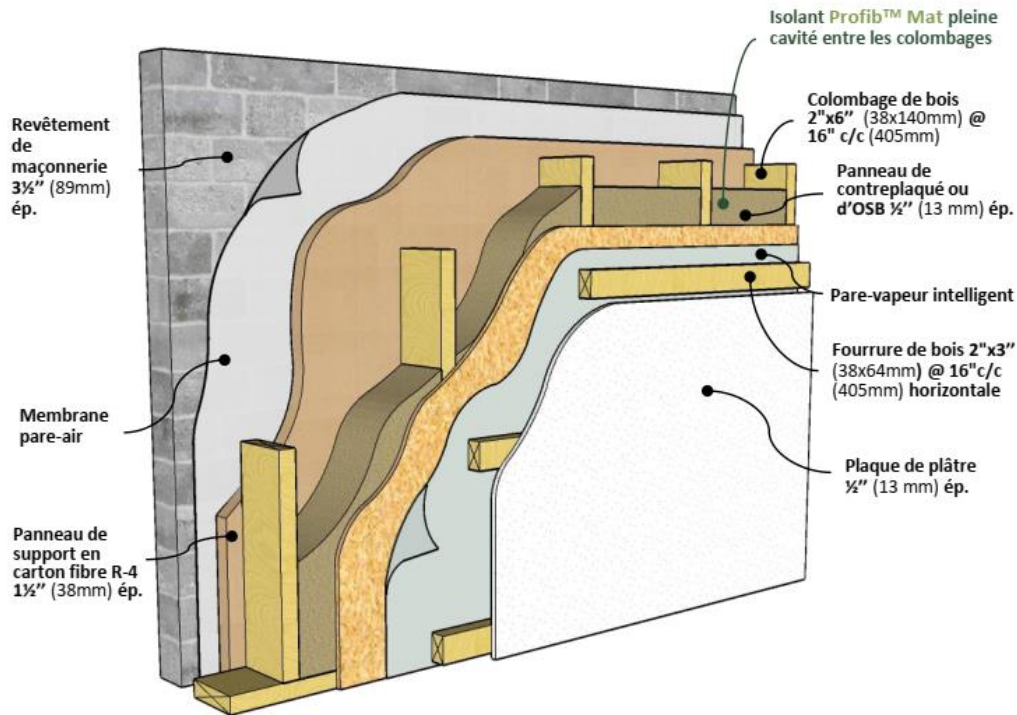 Isolant Profib™ Mat pleine
cavité entre les colombages
Revêtement
de
maçonnerie
3½” (89mm)
ép.
Colombage de bois
2"x6” (38x140mm) @
16" c/c (405mm)
Panneau de
contreplaqué ou
d’OSB ½” (13 mm) ép.
Pare-vapeur intelligent
Fourrure de bois 2"x3”
(38x64mm) @ 16"c/c
(405mm) horizontale
Membrane
pare-air
Plaque de plâtre
½” (13 mm) ép.
Panneau de
support en
carton fibre R-4
1½” (38mm) ép.